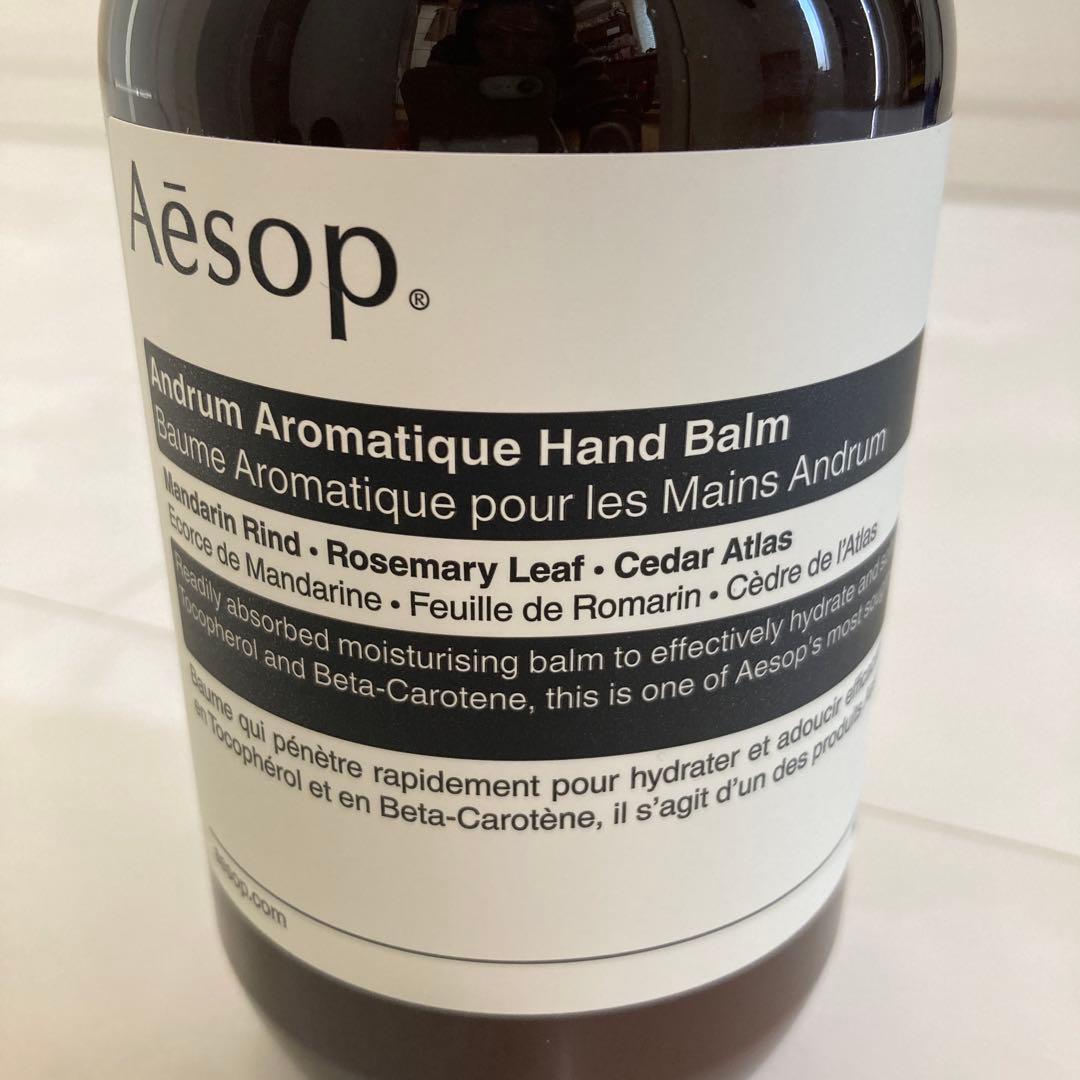 Aēsop®
Andrum Aromatique Hand Balm
Baume Aromatique pour les Mains Andrum
Mandarin Rind • Rosemary Leaf • Cedar Atlas
Ecorce de Mandarine • Feuille de Romarin • Cèdre de l'Atlas
Readily absorbed moisturising balm to effectively hydrate and
Tocopherol and Beta-Carotene, this is one of Aesop's most
Baume qui pénètre rapidement pour hydrater et adoucir
en Tocophérol et en Beta-Carotène, il s'agit d'un des produits
aesop.com